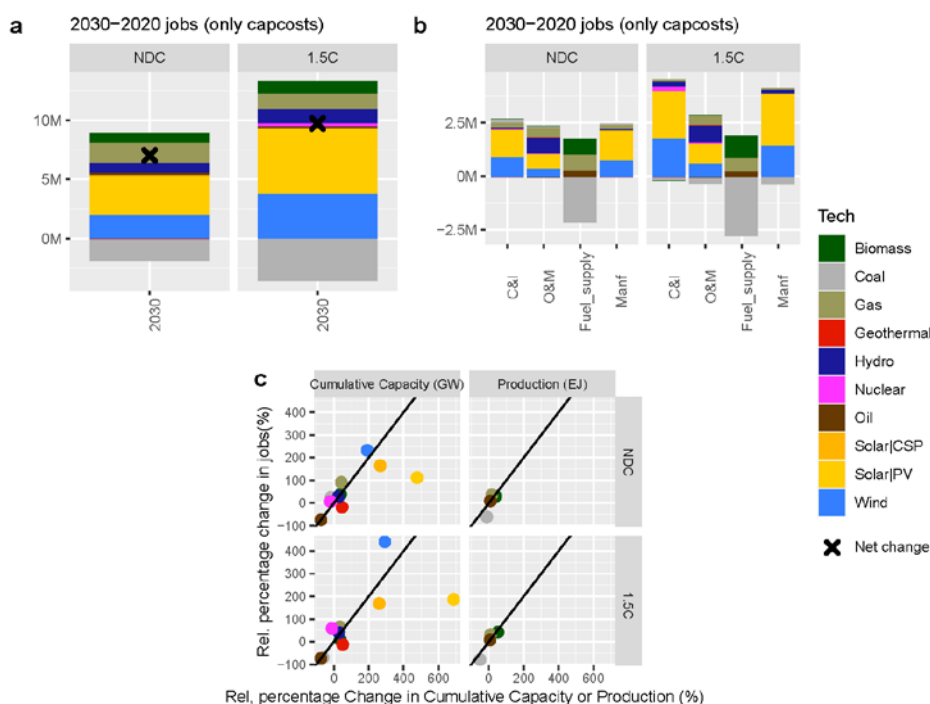 a
2030−2020 jobs (only capcosts)
NDC
1.5C
10M
5M
0M
2030
2030
b
2030−2020 jobs (only capcosts)
NDC
1.5C
2.5M
0M
−2.5M
C&I
O&M
Fuel_supply
Manf
C&I
O&M
Fuel_supply
Manf
Tech
Biomass
Coal
Gas
Geothermal
Hydro
Nuclear
Oil
Solar|CSP
Solar|PV
Wind
Net change
c
Cumulative Capacity (GW)
Production (EJ)
Rel. percentage change in jobs(%)
400
300
200
100
0
−100
NDC
400
300
200
100
0
−100
1.5C
0 200 400 600
0 200 400 600
Rel, percentage Change in Cumulative Capacity or Production (%)